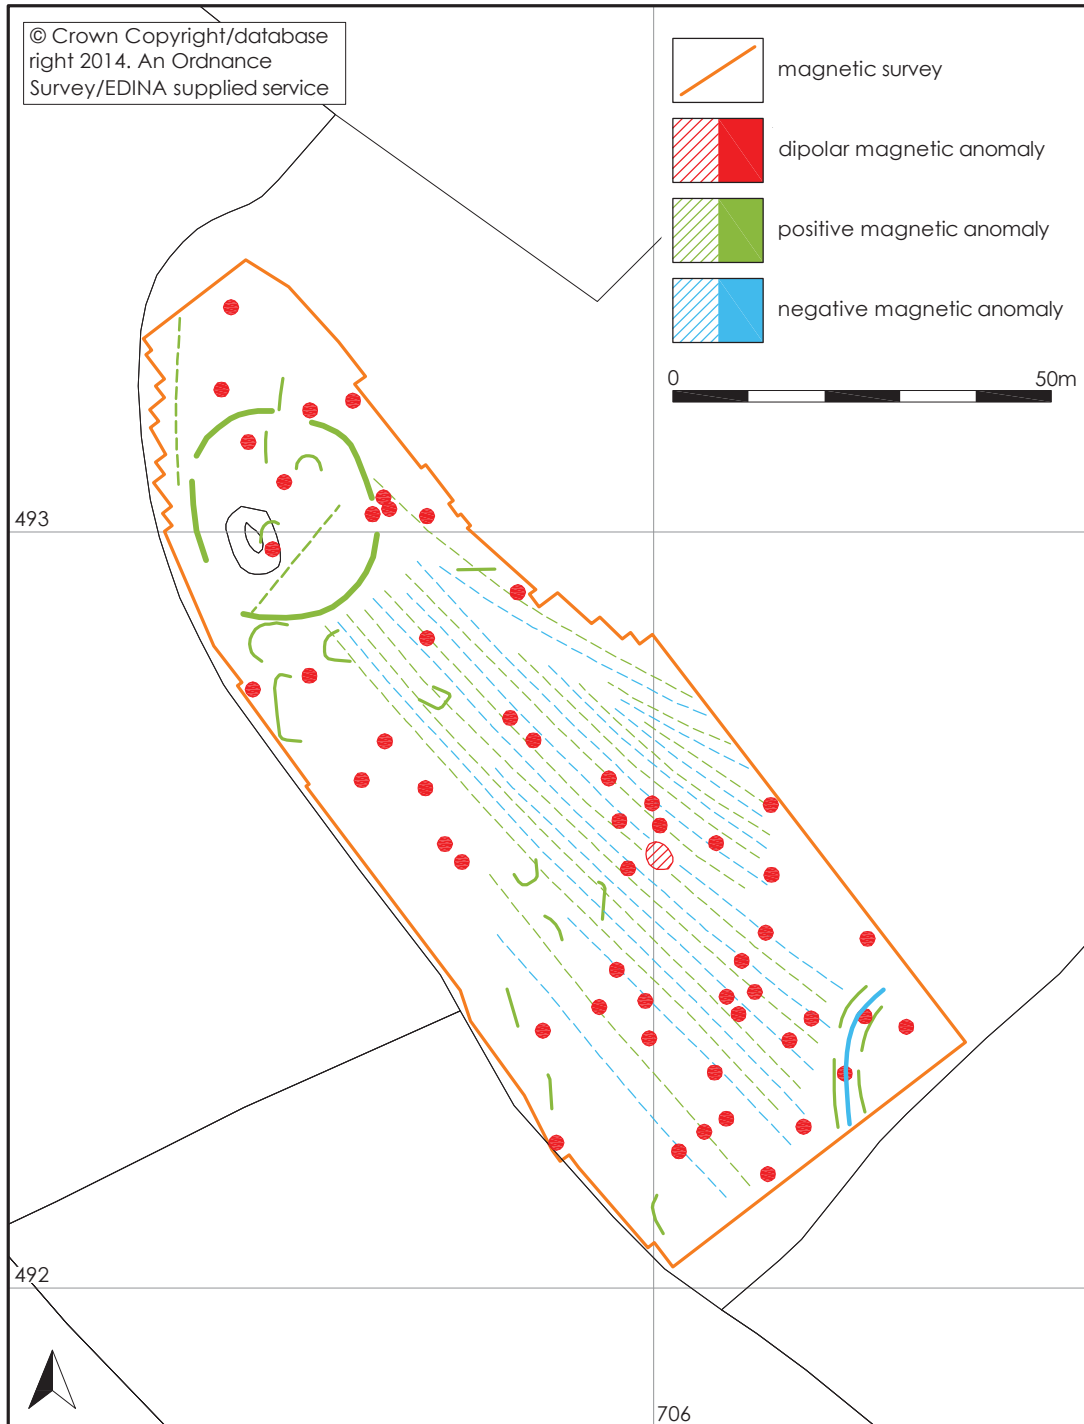 © Crown Copyright/database
right 2014. An Ordnance
Survey/EDINA supplied service
magnetic survey
dipolar magnetic anomaly
positive magnetic anomaly
negative magnetic anomaly
0 50m
493
492
706